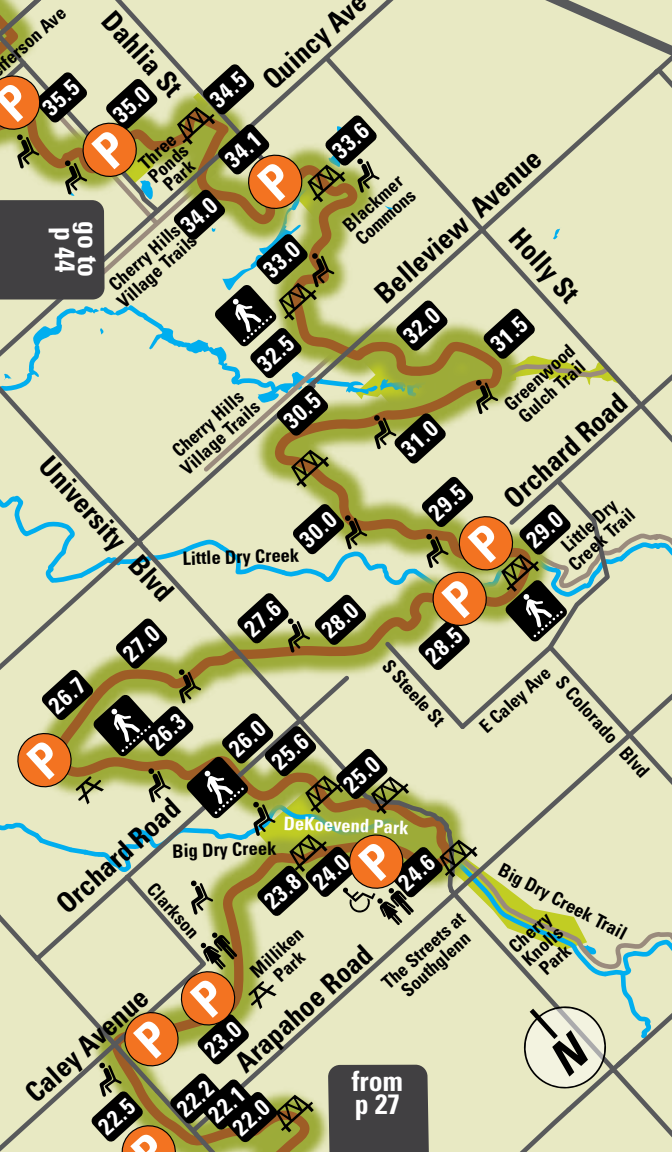 fferson Ave
Dahlia St
Quincy Ave
P
35.5
35.0
34.5
P
Three
Ponds
Park
34.1
P
33.6
Blackmer
Commons
34.0
go to
p 44
Cherry Hills
Village Trails
33.0
Belleview Avenue
Holly St
32.5
32.0
31.5
Greenwood
Gulch Trail
Cherry Hills
Village Trails
30.5
31.0
Orchard Road
University Blvd
30.0
29.5
P
29.0
Little Dry
Creek Trail
Little Dry Creek
P
28.5
27.6
28.0
27.0
26.7
S Steele St
E Caley Ave
S Colorado Blvd
26.3
P
26.0
25.6
25.0
Orchard Road
DeKoevend Park
Big Dry Creek
P
23.8
24.0
24.6
Big Dry Creek Trail
Cherry
Knolls
Park
Clarkson
The Streets at
Southglenn
Milliken
Park
Arapahoe Road
P
P
23.0
Caley Avenue
N
from
p 27
22.5
22.2
22.1
22.0
P